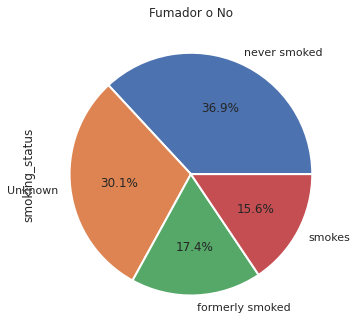 Fumador o No
never smoked
36.9%
30.1%
smoking_status
Unknown
15.6%
smokes
17.4%
formerly smoked